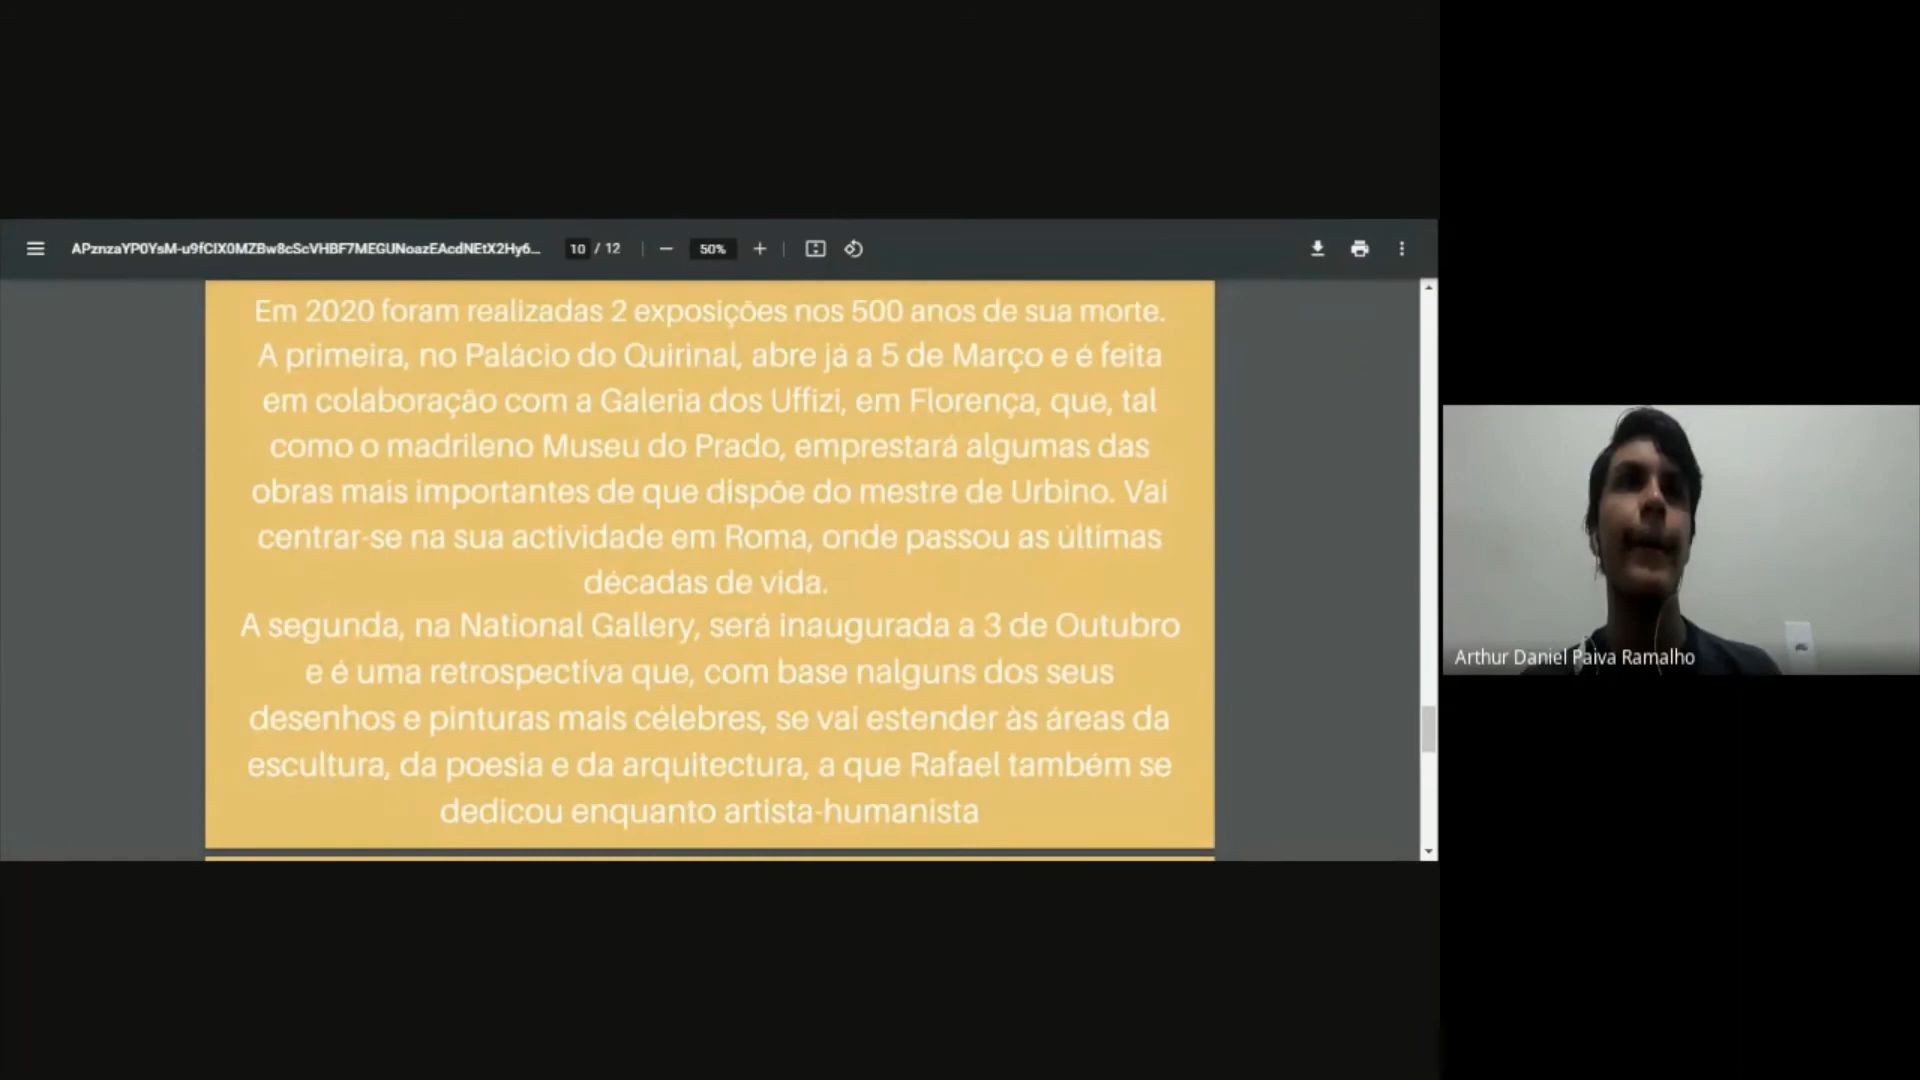 APznzaYP0YsM-u9fCIX0MZBw8cScVHBF7MEGUNoazEAcdNEtX2Hy6... 10 / 12 50%
Em 2020 foram realizadas 2 exposições nos 500 anos de sua morte.
A primeira, no Palácio do Quirinal, abre já a 5 de Março e é feita
em colaboração com a Galeria dos Uffizi, em Florença, que, tal
como o madrileno Museu do Prado, emprestará algumas das
obras mais importantes de que dispõe do mestre de Urbino. Vai
centrar-se na sua actividade em Roma, onde passou as últimas
décadas de vida.
A segunda, na National Gallery, será inaugurada a 3 de Outubro
e é uma retrospectiva que, com base nalguns dos seus
desenhos e pinturas mais célebres, se vai estender às áreas da
escultura, da poesia e da arquitectura, a que Rafael também se
dedicou enquanto artista-humanista
Arthur Daniel Paiva Ramalho